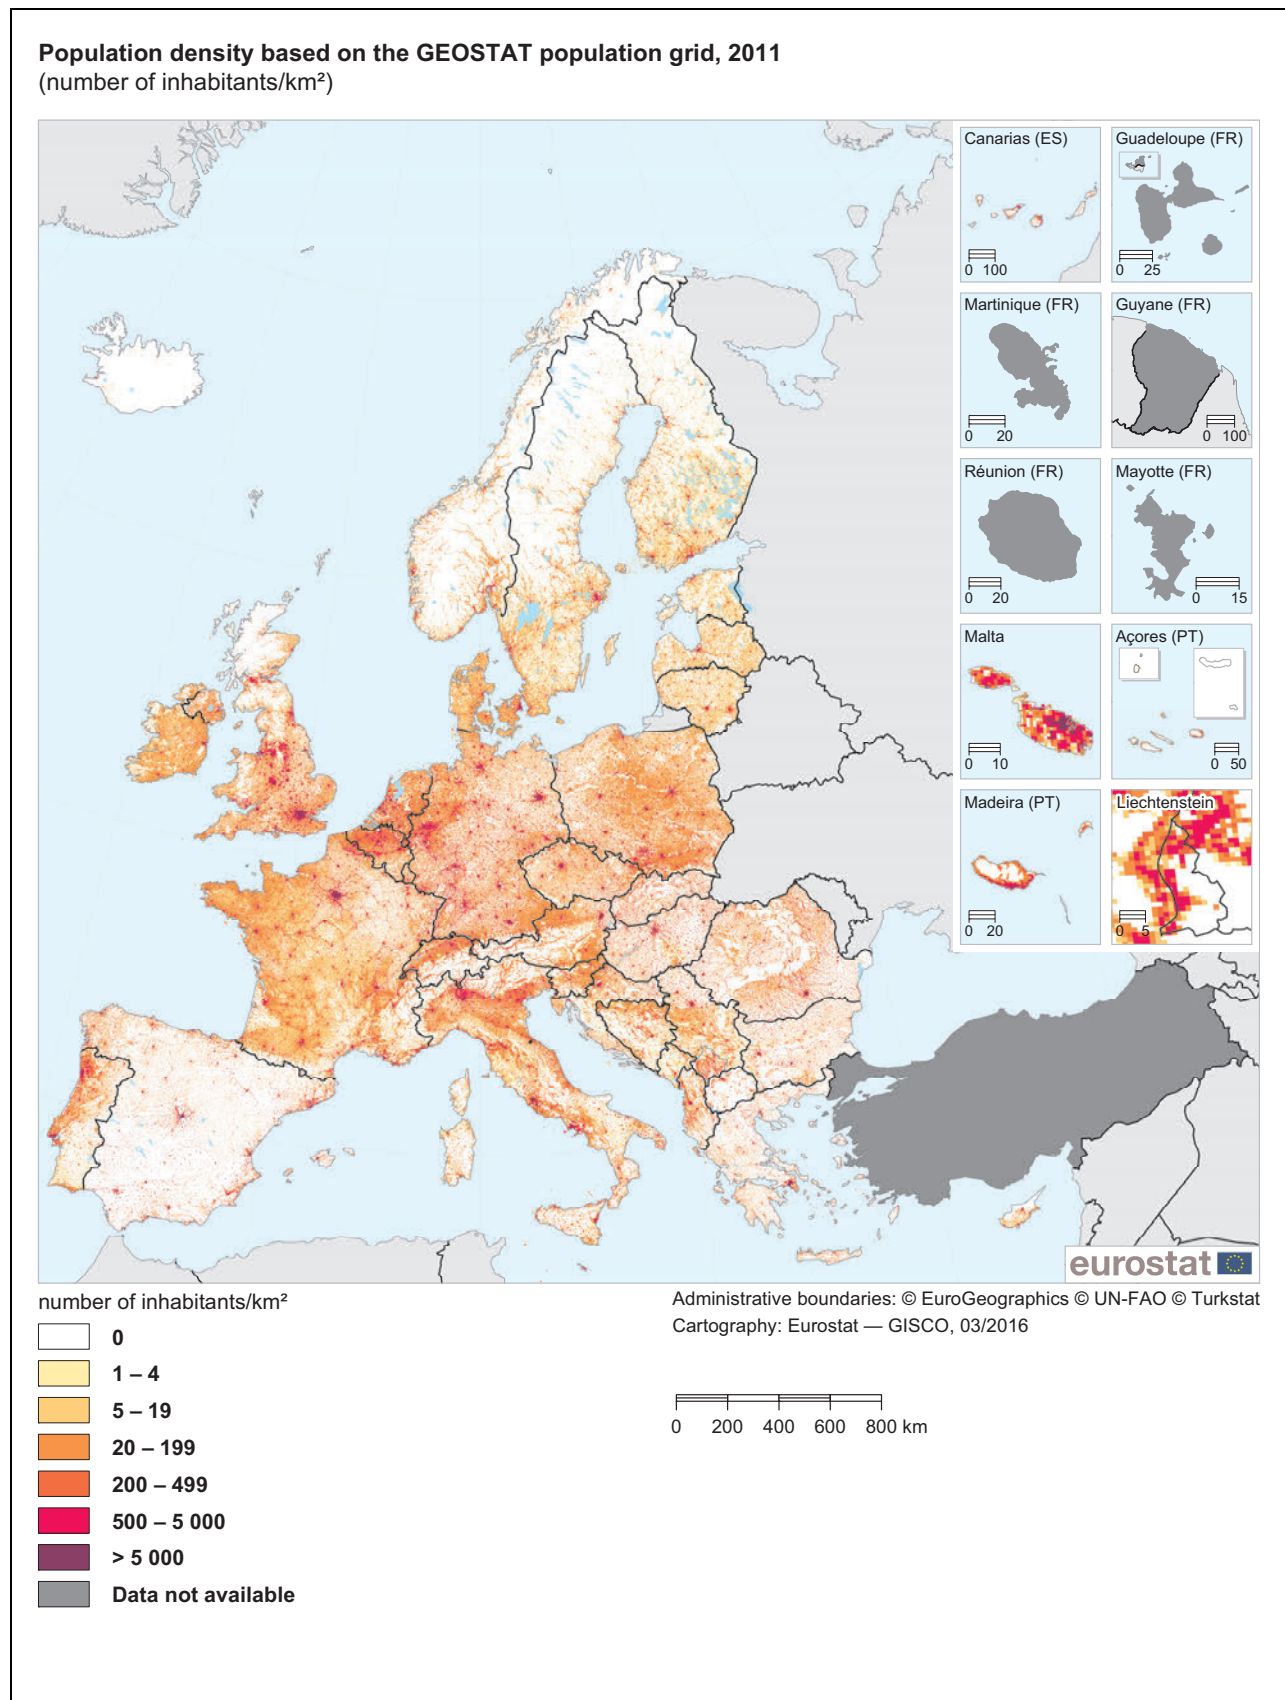 Population density based on the GEOSTAT population grid, 2011
(number of inhabitants/km²)
Canarias (ES)
0 100
Guadeloupe (FR)
0 25
Martinique (FR)
0 20
Guyane (FR)
0 100
Réunion (FR)
0 20
Mayotte (FR)
0 15
Malta
0 10
Açores (PT)
0 50
Madeira (PT)
0 20
Liechtenstein
0 5
eurostat
number of inhabitants/km²
0
1 – 4
5 – 19
20 – 199
200 – 499
500 – 5 000
> 5 000
Data not available
Administrative boundaries: © EuroGeographics © UN-FAO © Turkstat
Cartography: Eurostat — GISCO, 03/2016
0 200 400 600 800 km